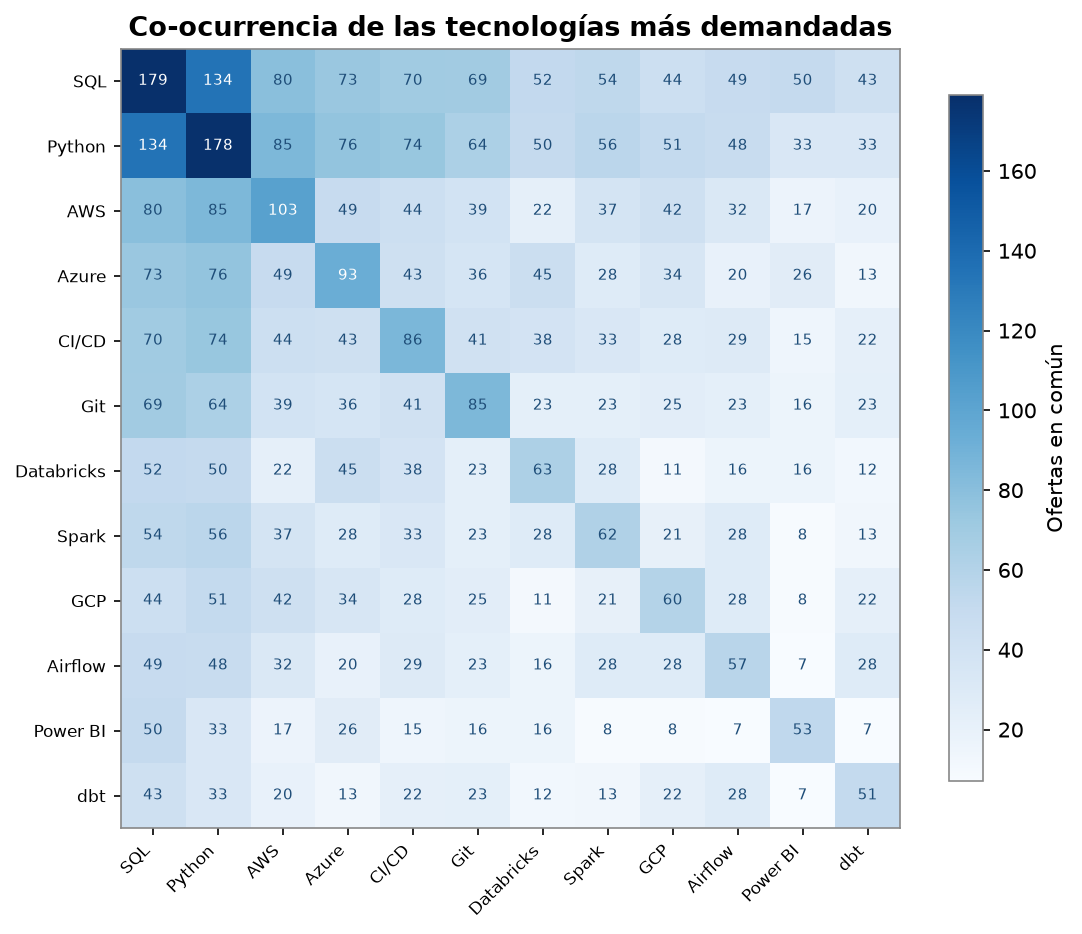 Co-ocurrencia de las tecnologías más demandadas
SQL 179 134 80 73 70 69 52 54 44 49 50 43
Python 134 178 85 76 74 64 50 56 51 48 33 33
AWS 80 85 103 49 44 39 22 37 42 32 17 20
Azure 73 76 49 93 43 36 45 28 34 20 26 13
CI/CD 70 74 44 43 86 41 38 33 28 29 15 22
Git 69 64 39 36 41 85 23 23 25 23 16 23
Databricks 52 50 22 45 38 23 63 28 11 16 16 12
Spark 54 56 37 28 33 23 28 62 21 28 8 13
GCP 44 51 42 34 28 25 11 21 60 28 8 22
Airflow 49 48 32 20 29 23 16 28 28 57 7 28
Power BI 50 33 17 26 15 16 16 8 8 7 53 7
dbt 43 33 20 13 22 23 12 13 22 28 7 51
SQL Python AWS Azure CI/CD Git Databricks Spark GCP Airflow Power BI dbt
160
140
120
100
80
60
40
20
Ofertas en común